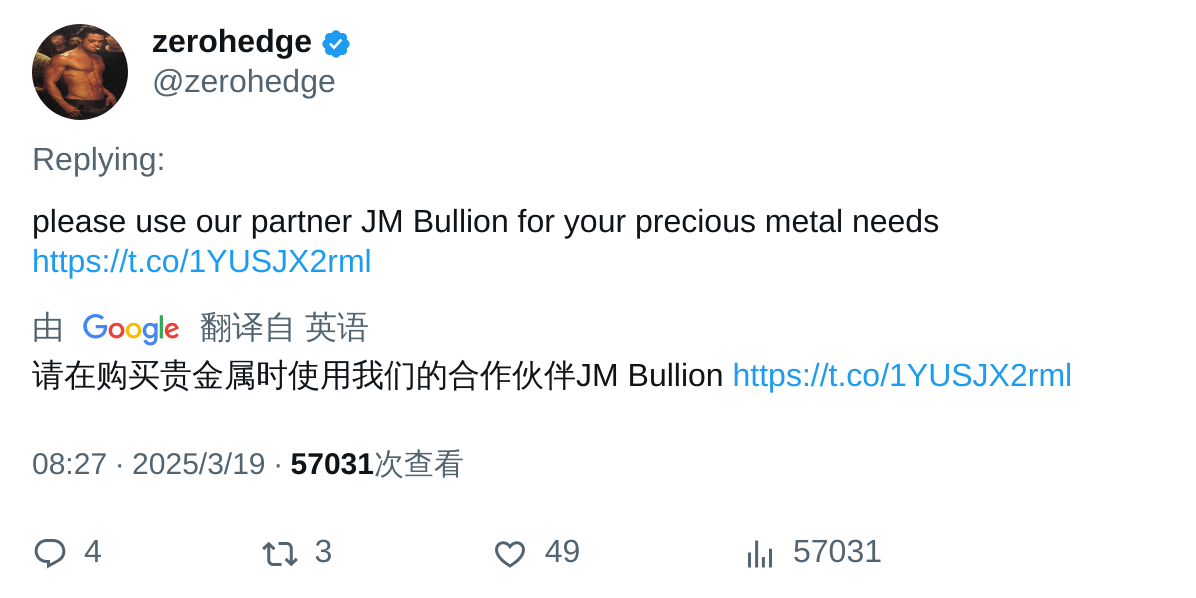 zerohedge
@zerohedge
Replying:
please use our partner JM Bullion for your precious metal needs
https://t.co/1YUSJX2rml
由 Google 翻译自 英语
请在购买贵金属时使用我们的合作伙伴JM Bullion https://t.co/1YUSJX2rml
08:27 · 2025/3/19 · 57031次查看
4 3 49 57031